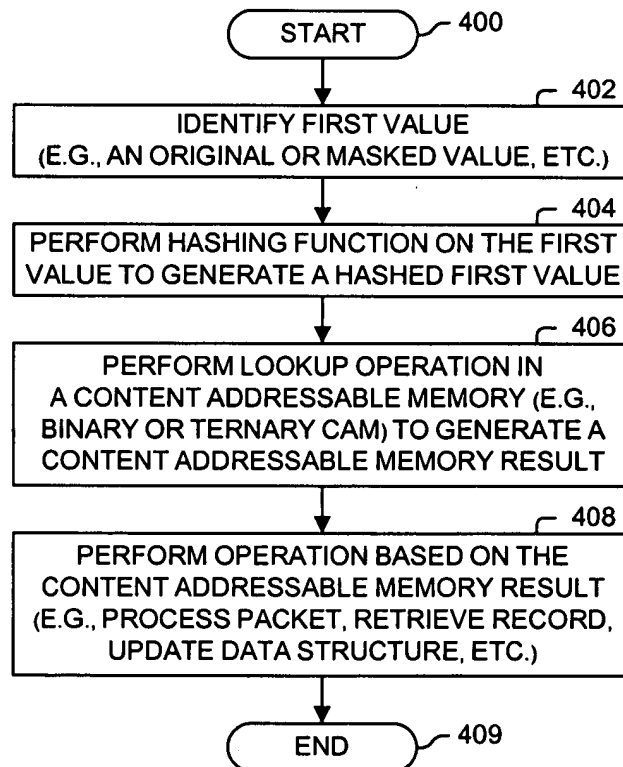 START
400
402
IDENTIFY FIRST VALUE
(E.G., AN ORIGINAL OR MASKED VALUE, ETC.)
404
PERFORM HASHING FUNCTION ON THE FIRST
VALUE TO GENERATE A HASHED FIRST VALUE
406
PERFORM LOOKUP OPERATION IN
A CONTENT ADDRESSABLE MEMORY (E.G.,
BINARY OR TERNARY CAM) TO GENERATE A
CONTENT ADDRESSABLE MEMORY RESULT
408
PERFORM OPERATION BASED ON THE
CONTENT ADDRESSABLE MEMORY RESULT
(E.G., PROCESS PACKET, RETRIEVE RECORD,
UPDATE DATA STRUCTURE, ETC.)
END
409